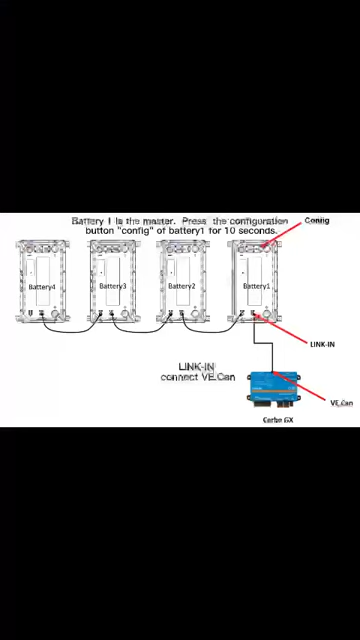 Battery 1 is the master. Press the configuration
button "config" of battery1 for 10 seconds.
Config
Battery4
Battery3
Battery2
Battery1
LINK-IN
LINK-IN
connect VE.Can
VE.Can
Cerbo GX